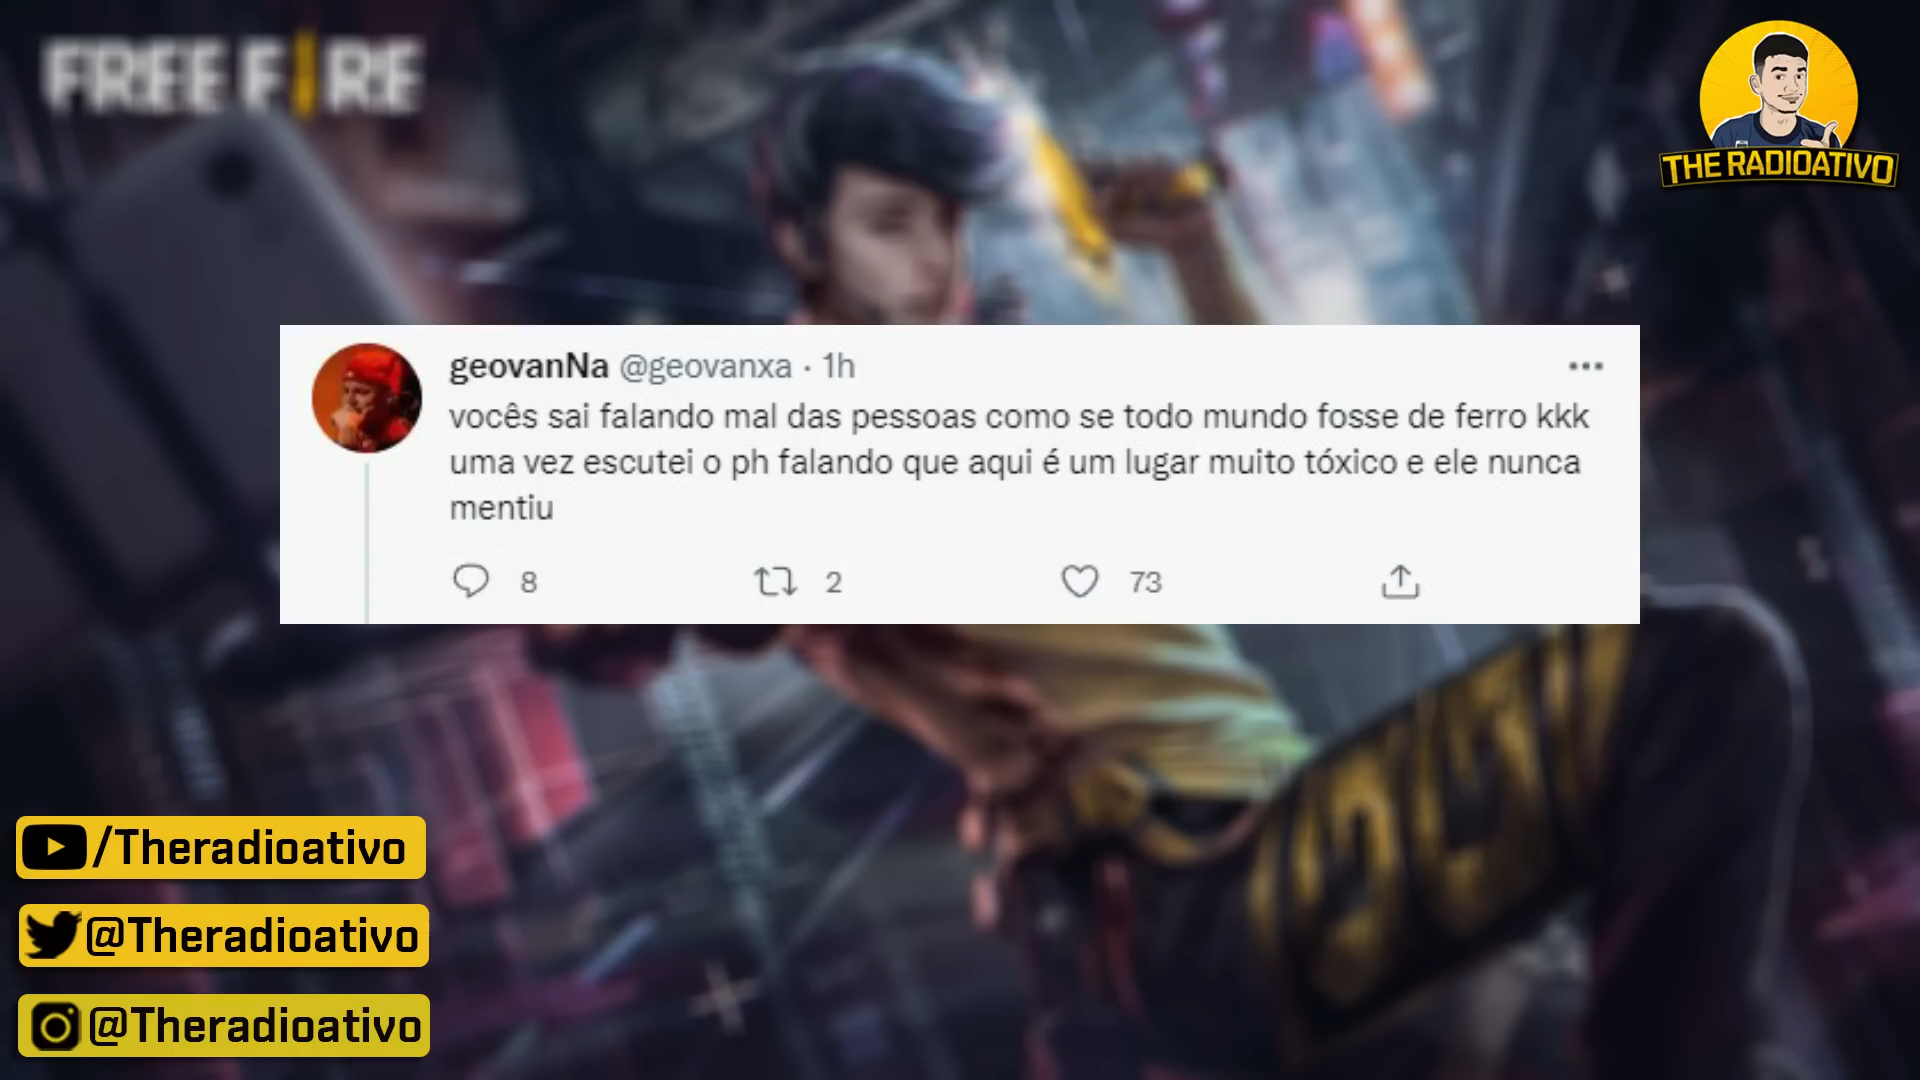 FREE FIRE
THE RADIOATIVO
geovanNa @geovanxa · 1h
vocês sai falando mal das pessoas como se todo mundo fosse de ferro kkk
uma vez escutei o ph falando que aqui é um lugar muito tóxico e ele nunca
mentiu
8 2 73
/Theradioativo
@Theradioativo
@Theradioativo